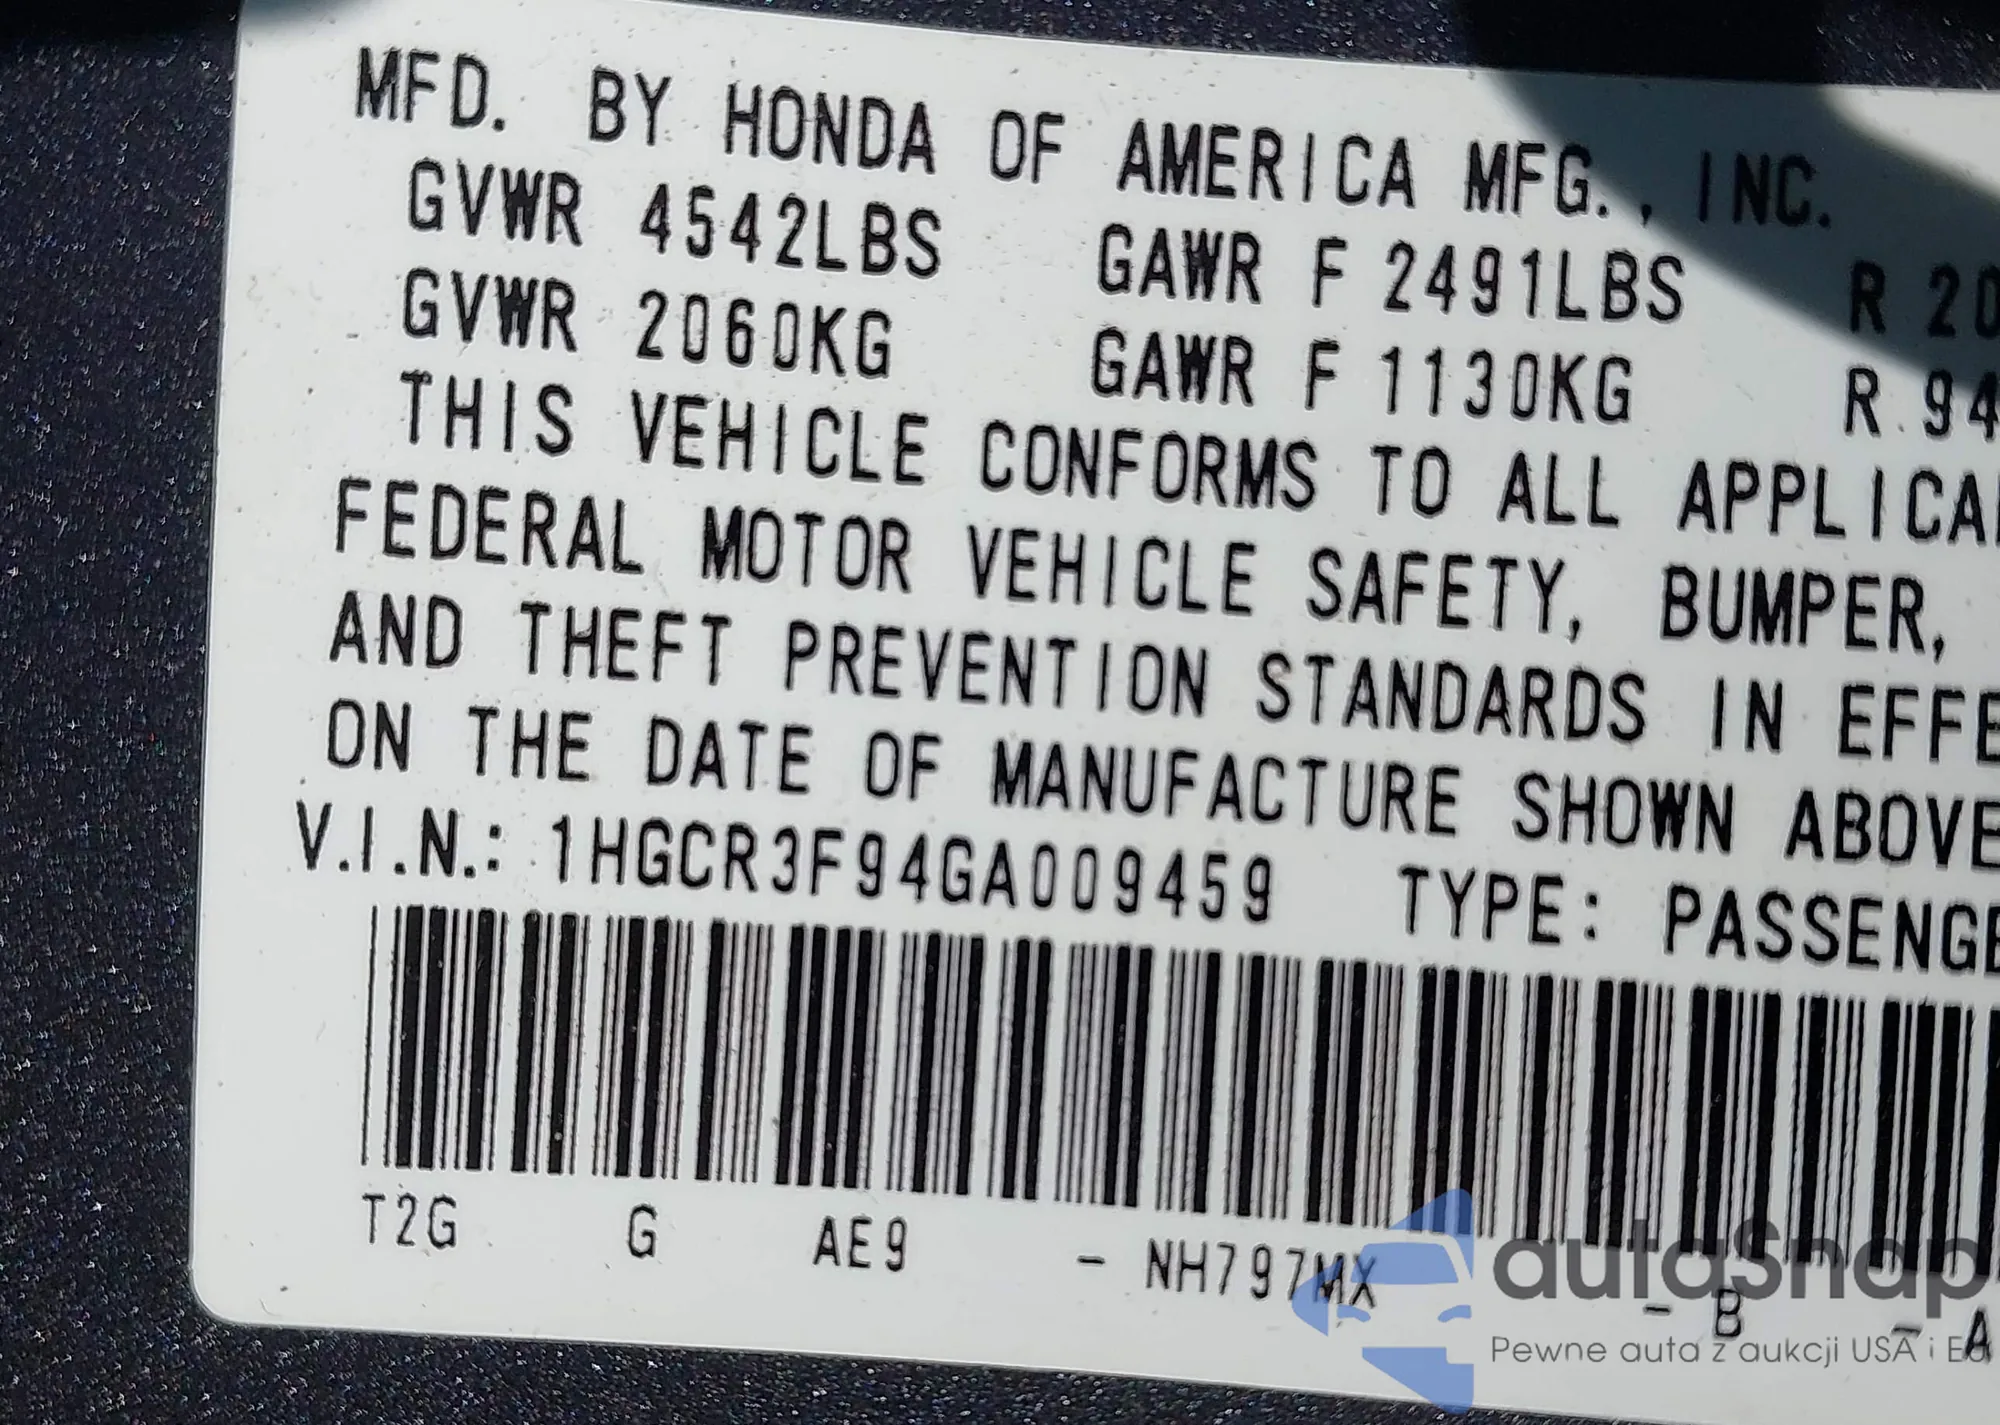 MFD. BY HONDA OF AMERICA MFG., INC.
GVWR 4542LBS GAWR F 2491LBS R 20
GVWR 2060KG GAWR F 1130KG R 94
THIS VEHICLE CONFORMS TO ALL APPLICA
FEDERAL MOTOR VEHICLE SAFETY, BUMPER,
AND THEFT PREVENTION STANDARDS IN EFFE
ON THE DATE OF MANUFACTURE SHOWN ABOVE
V.I.N.: 1HGCR3F94GA009459 TYPE: PASSENGE
T2G G AE9 - NH797MX - B - A
autoSnap
Pewne auta z aukcji USA i